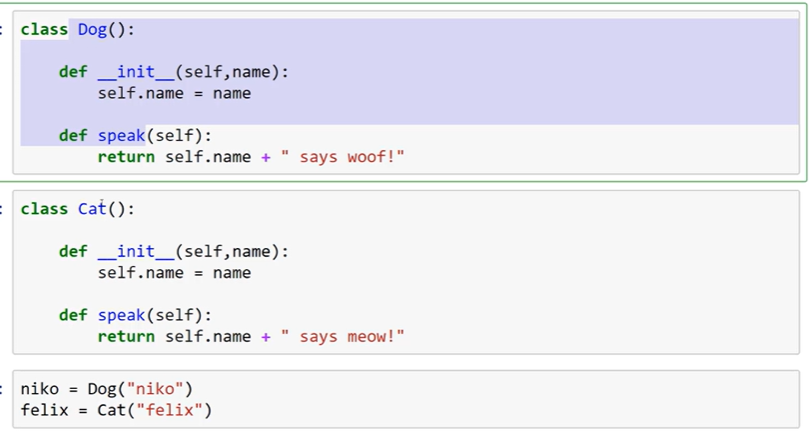 class Dog():
    def __init__(self,name):
        self.name = name
    def speak(self):
        return self.name + " says woof!"
class Cat():
    def __init__(self,name):
        self.name = name
    def speak(self):
        return self.name + " says meow!"
niko = Dog("niko")
felix = Cat("felix")